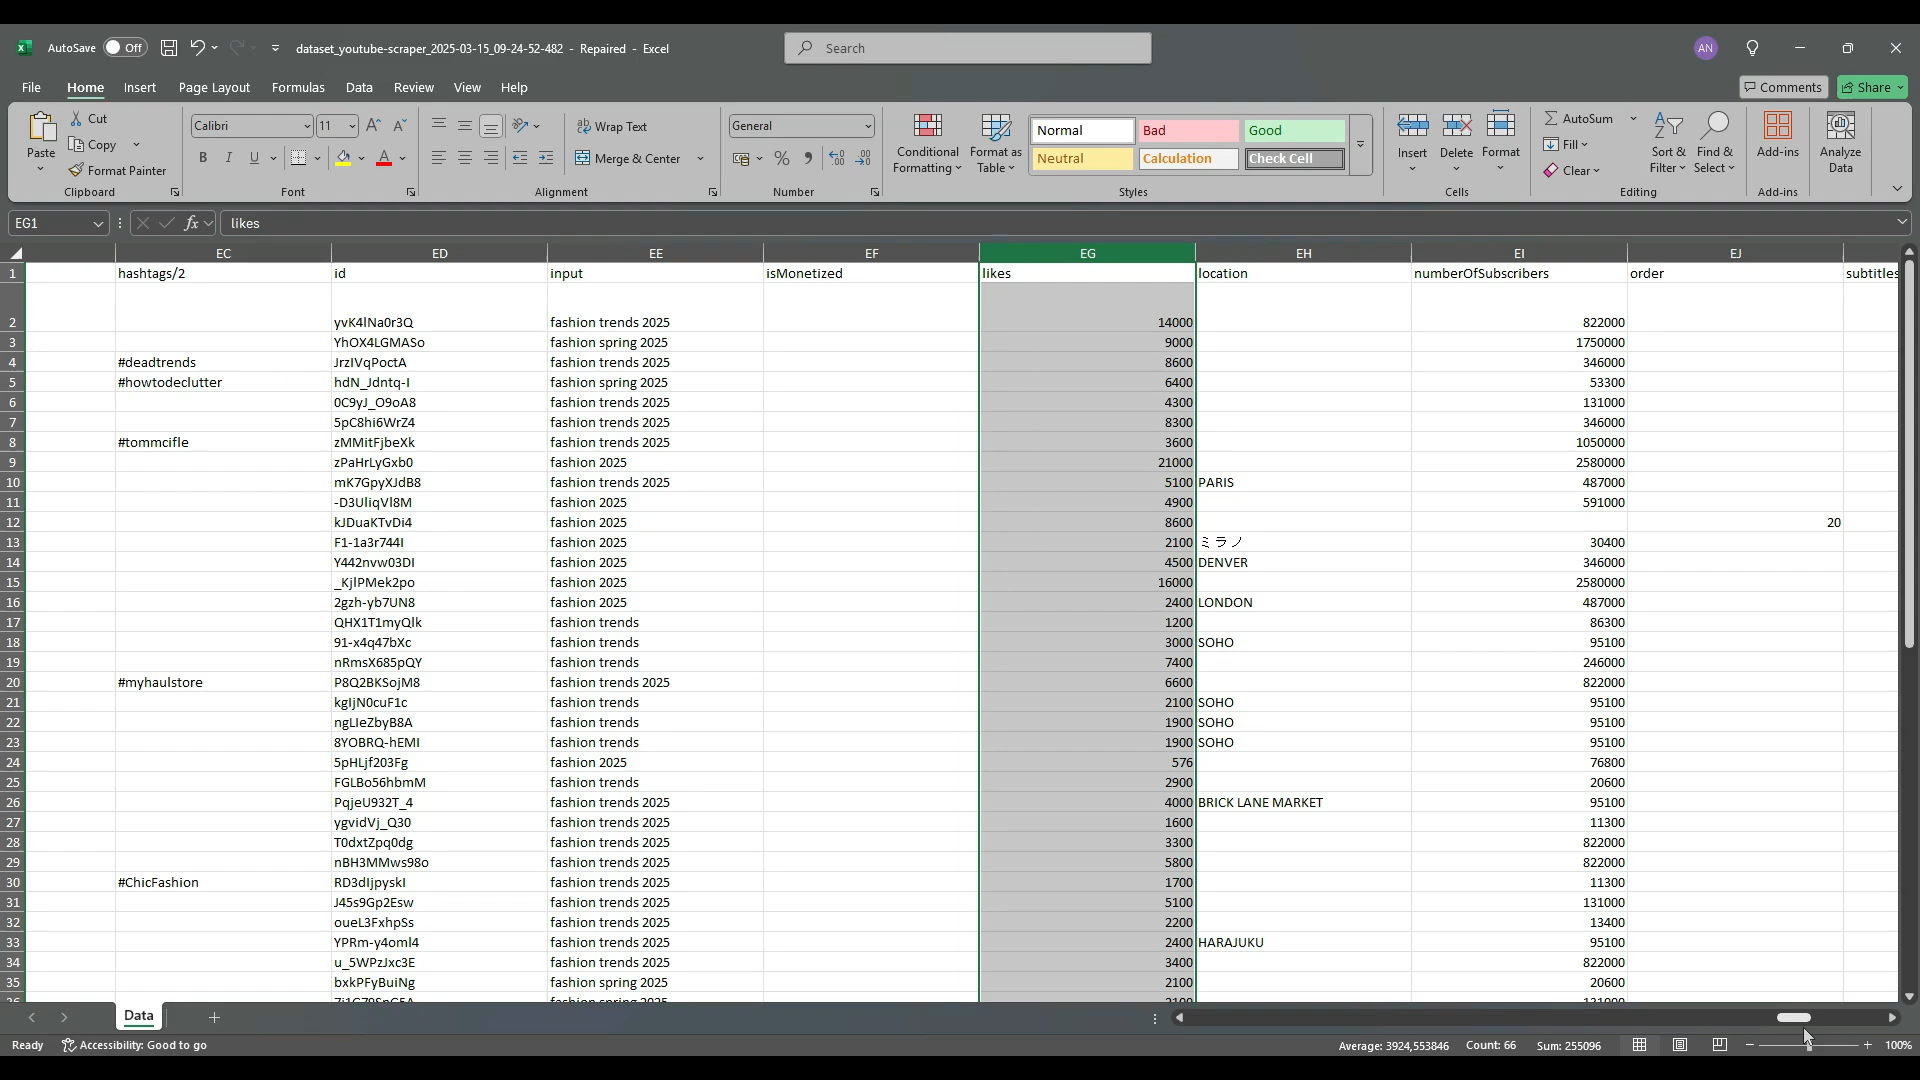 AutoSave Off dataset_youtube-scraper_2025-03-15_09-24-52-482 - Repaired - Excel Search AN
File Home Insert Page Layout Formulas Data Review View Help Comments Share
Paste Cut Copy Format Painter Clipboard
Calibri 11 B I U Font
Wrap Text Merge & Center Alignment
General Number
Conditional Formatting Format as Table Normal Bad Good Neutral Calculation Check Cell Styles
Insert Delete Format Cells
AutoSum Fill Clear Sort & Filter Find & Select Editing
Add-ins Add-ins
Analyze Data
EG1 fx likes
EC ED EE EF EG EH EI EJ
1 hashtags/2 id input isMonetized likes location numberOfSubscribers order subtitles
2 yvK4lNa0r3Q fashion trends 2025 14000 822000
3 YhOX4LGMASo fashion spring 2025 9000 1750000
4 #deadtrends JrzIVqPoctA fashion trends 2025 8600 346000
5 #howtodeclutter hdN_Jdntq-I fashion spring 2025 6400 53300
6 0C9yJ_O9oA8 fashion trends 2025 4300 131000
7 5pC8hi6WrZ4 fashion trends 2025 8300 346000
8 #tommcifle zMMitFjbeXk fashion trends 2025 3600 1050000
9 zPaHrLyGxb0 fashion 2025 21000 2580000
10 mK7GpyXJdB8 fashion trends 2025 5100 PARIS 487000
11 -D3UliqVl8M fashion 2025 4900 591000
12 kJDuaKTvDi4 fashion 2025 8600 20
13 F1-1a3r744I fashion 2025 2100 ミラノ 30400
14 Y442nvw03DI fashion 2025 4500 DENVER 346000
15 _KjlPMek2po fashion 2025 16000 2580000
16 2gzh-yb7UN8 fashion 2025 2400 LONDON 487000
17 QHX1T1myQlk fashion trends 1200 86300
18 91-x4q47bXc fashion trends 3000 SOHO 95100
19 nRmsX685pQY fashion trends 7400 246000
20 #myhaulstore P8Q2BKSojM8 fashion trends 2025 6600 822000
21 kgljN0cuF1c fashion trends 2100 SOHO 95100
22 ngLIeZbyB8A fashion trends 1900 SOHO 95100
23 8YOBRQ-hEMI fashion trends 1900 SOHO 95100
24 5pHLjf203Fg fashion 2025 576 76800
25 FGLBo56hbmM fashion trends 2900 20600
26 PqjeU932T_4 fashion trends 2025 4000 BRICK LANE MARKET 95100
27 ygvidVj_Q30 fashion trends 2025 1600 11300
28 T0dxtZpq0dg fashion trends 2025 3300 822000
29 nBH3MMws98o fashion trends 2025 5800 822000
30 #ChicFashion RD3dIjpyskI fashion trends 2025 1700 11300
31 J45s9Gp2Esw fashion trends 2025 5100 131000
32 oueL3FxhpSs fashion trends 2025 2200 13400
33 YPRm-y4oml4 fashion trends 2025 2400 HARAJUKU 95100
34 u_5WPzJxc3E fashion trends 2025 3400 822000
35 bxkPFyBuiNg fashion spring 2025 2100 20600
Data
Ready Accessibility: Good to go Average: 3924,553846 Count: 66 Sum: 255096 100%